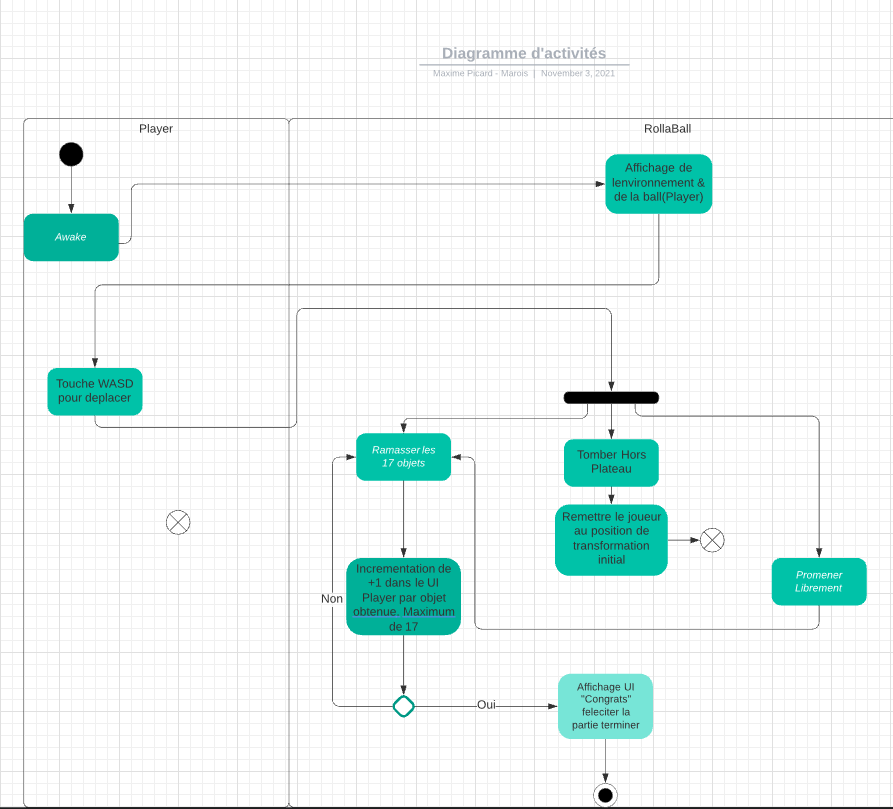 Diagramme d'activités
Maxime Picard - Marois | November 3, 2021
Player
RollaBall
Affichage de
lenvironnement &
de la ball(Player)
Awake
Touche WASD
pour deplacer
Ramasser les
17 objets
Tomber Hors
Plateau
Remettre le joueur
au position de
transformation
initial
Promener
Librement
Incrementation de
+1 dans le UI
Player par objet
obtenue. Maximum
de 17
Non
Oui
Affichage UI
"Congrats"
feleciter la
partie terminer